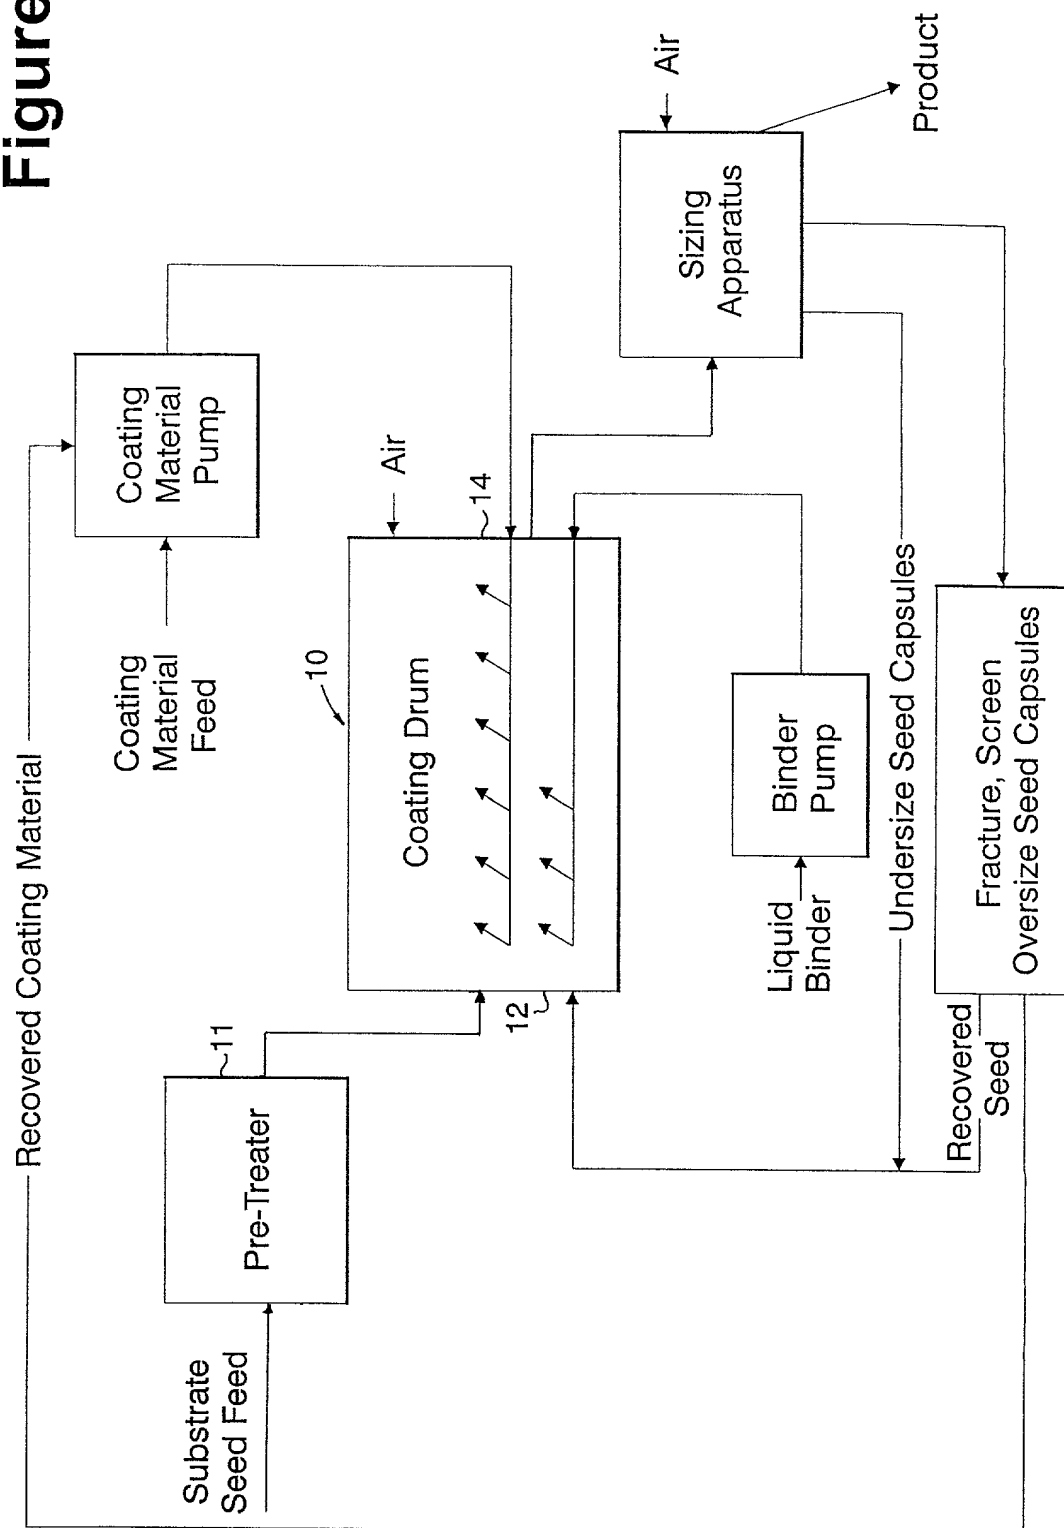 Figure
Recovered Coating Material
Coating
Material
Feed
Coating
Material
Pump
Substrate
Seed Feed
Pre-Treater
11
10
Air
12
14
Coating Drum
Air
Sizing
Apparatus
Product
Liquid
Binder
Binder
Pump
Undersize Seed Capsules
Recovered
Seed
Fracture, Screen
Oversize Seed Capsules